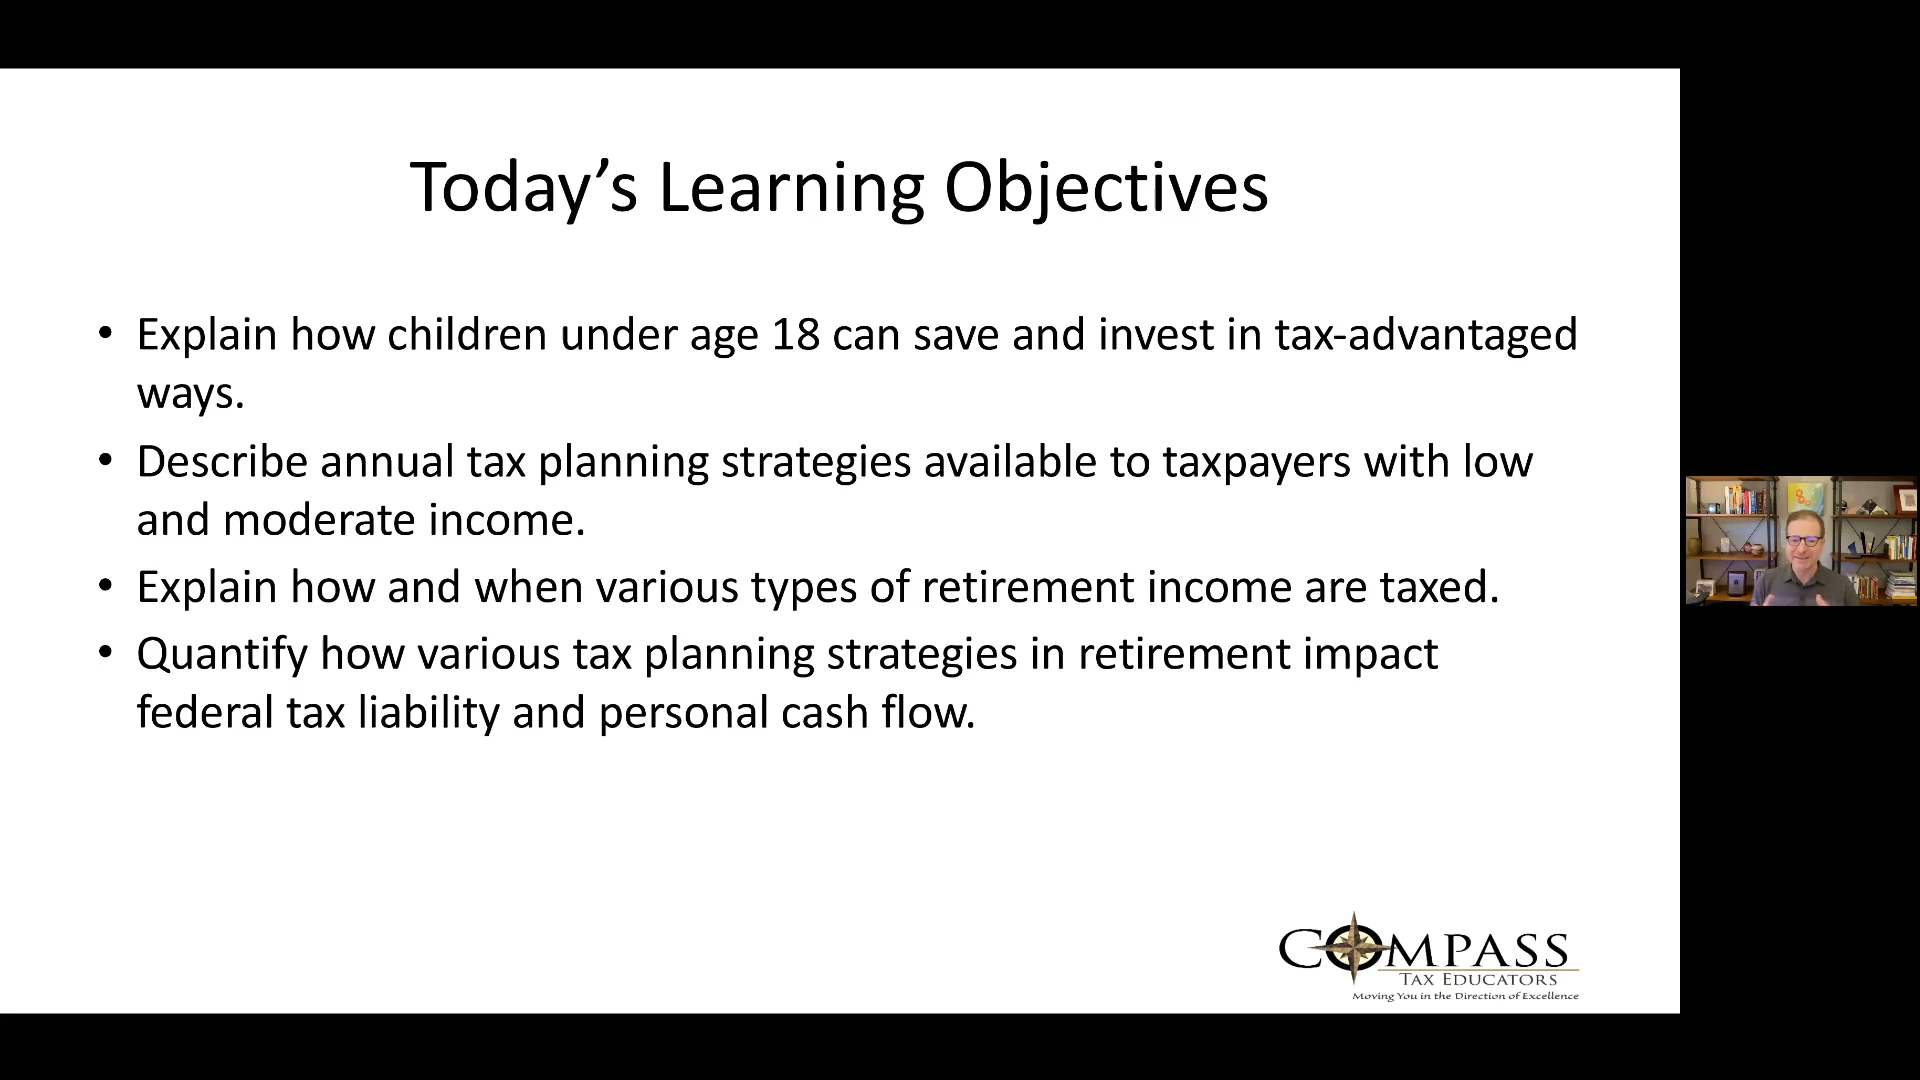 Today’s Learning Objectives
• Explain how children under age 18 can save and invest in tax-advantaged
ways.
• Describe annual tax planning strategies available to taxpayers with low
and moderate income.
• Explain how and when various types of retirement income are taxed.
• Quantify how various tax planning strategies in retirement impact
federal tax liability and personal cash flow.
COMPASS
TAX EDUCATORS
Moving You in the Direction of Excellence